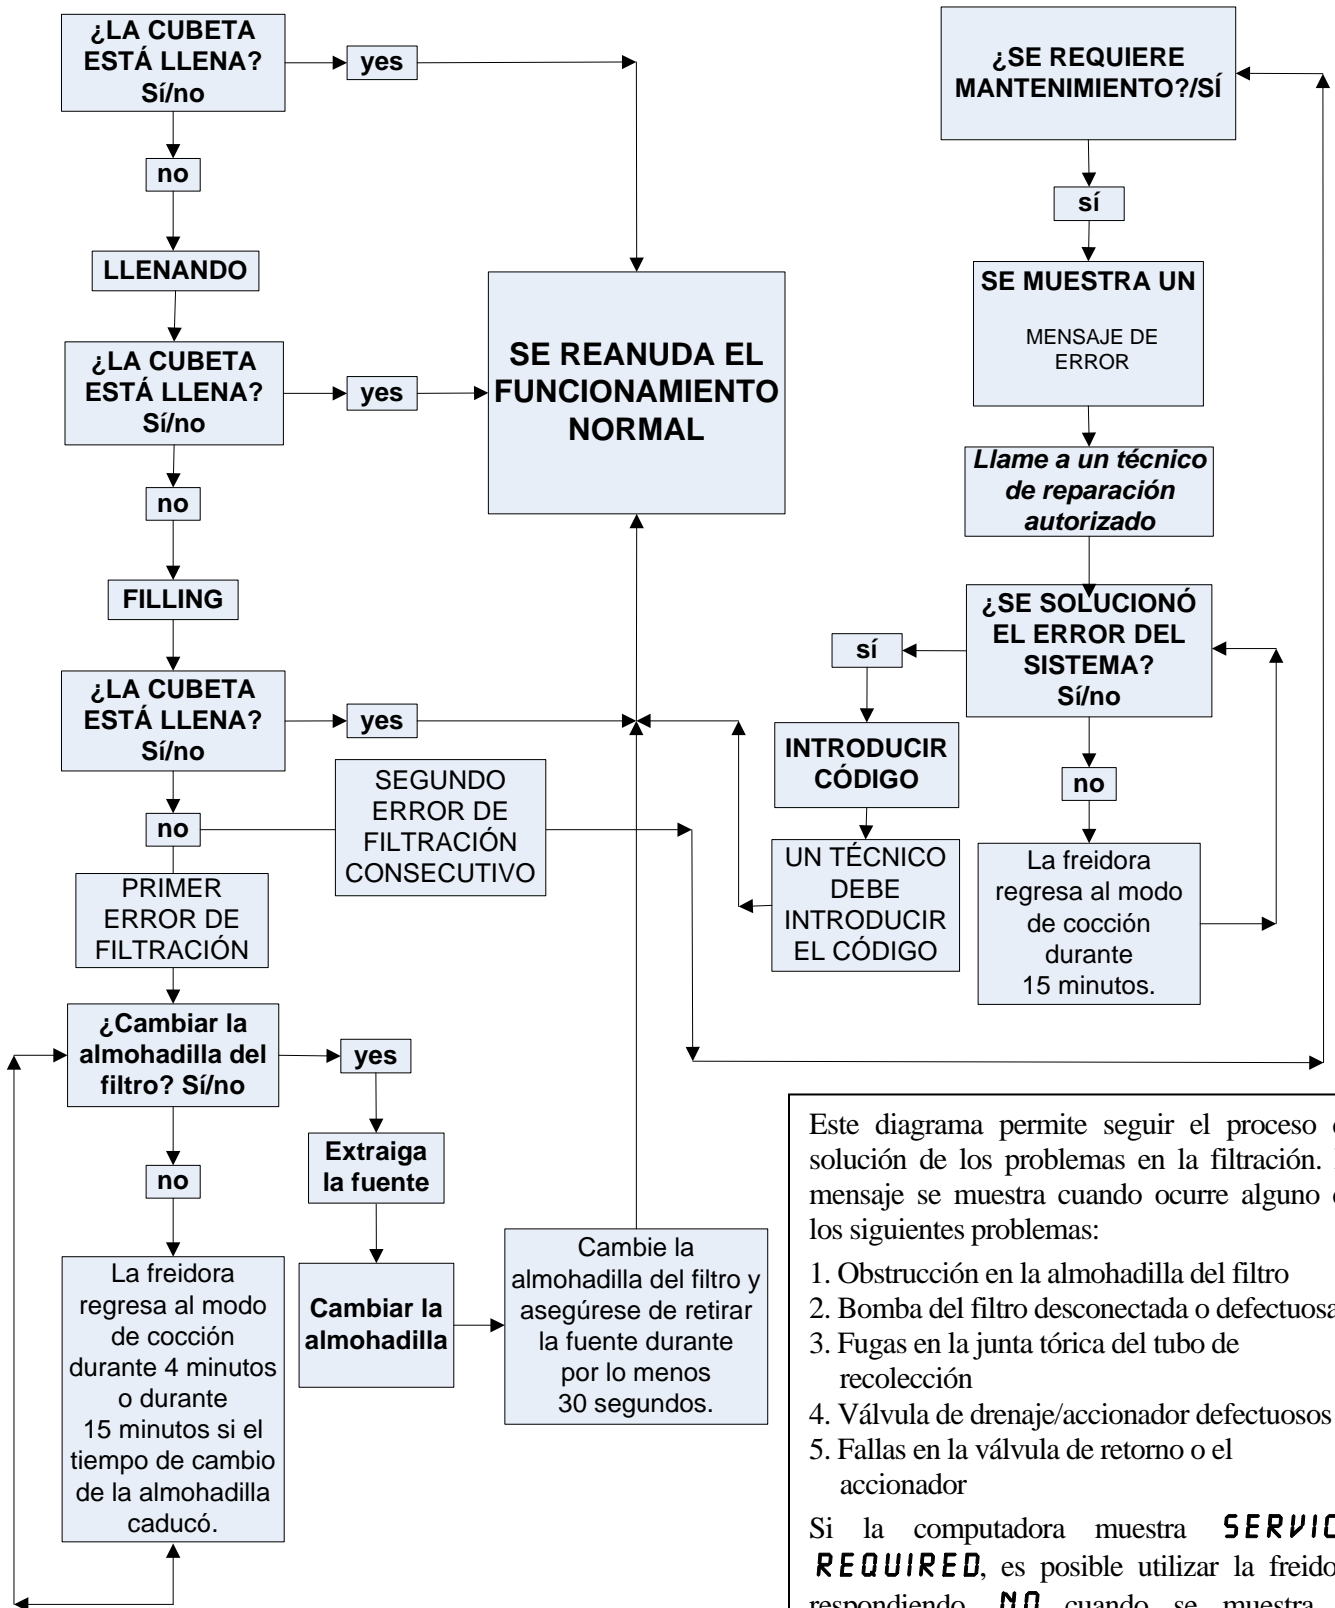 ¿LA CUBETA
ESTÁ LLENA?
Sí/no
yes
no
LLENANDO
¿LA CUBETA
ESTÁ LLENA?
Sí/no
yes
SE REANUDA EL
FUNCIONAMIENTO
NORMAL
no
FILLING
¿LA CUBETA
ESTÁ LLENA?
Sí/no
yes
no
SEGUNDO
ERROR DE
FILTRACIÓN
CONSECUTIVO
PRIMER
ERROR DE
FILTRACIÓN
¿Cambiar la
almohadilla del
filtro? Sí/no
yes
Extraiga
la fuente
no
La freidora
regresa al modo
de cocción
durante 4 minutos
o durante
15 minutos si el
tiempo de cambio
de la almohadilla
caducó.
Cambiar la
almohadilla
Cambie la
almohadilla del filtro y
asegúrese de retirar
la fuente durante
por lo menos
30 segundos.
¿SE REQUIERE
MANTENIMIENTO?/SÍ
sí
SE MUESTRA UN
MENSAJE DE
ERROR
Llame a un técnico
de reparación
autorizado
¿SE SOLUCIONÓ
EL ERROR DEL
SISTEMA?
Sí/no
sí
INTRODUCIR
CÓDIGO
UN TÉCNICO
DEBE
INTRODUCIR
EL CÓDIGO
no
La freidora
regresa al modo
de cocción
durante
15 minutos.
Este diagrama permite seguir el proceso
solución de los problemas en la filtración.
mensaje se muestra cuando ocurre alguno
los siguientes problemas:
1. Obstrucción en la almohadilla del filtro
2. Bomba del filtro desconectada o defectuosa
3. Fugas en la junta tórica del tubo de
recolección
4. Válvula de drenaje/accionador defectuosos
5. Fallas en la válvula de retorno o el
accionador
Si la computadora muestra SERVIC
REQUIRED, es posible utilizar la freido
respondiendo NO cuando se muestra